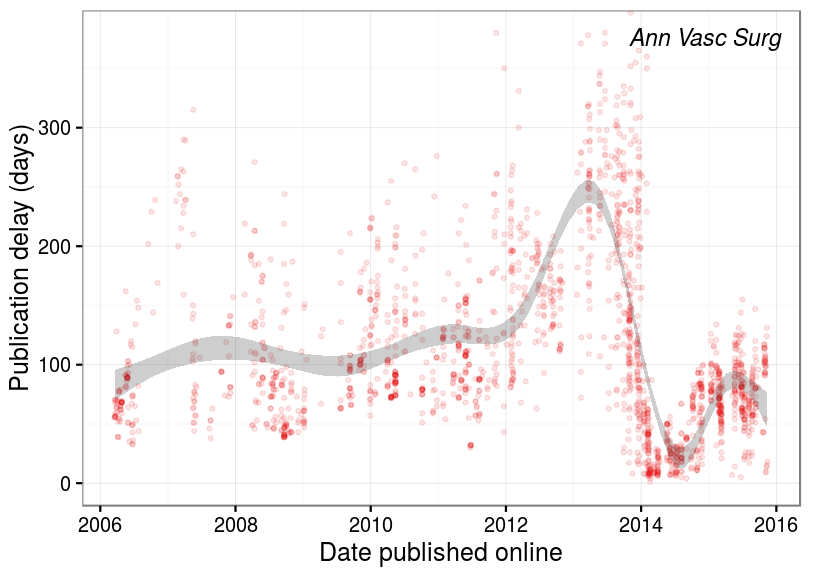 Ann Vasc Surg
Publication delay (days)
300
200
100
0
2006 2008 2010 2012 2014 2016
Date published online